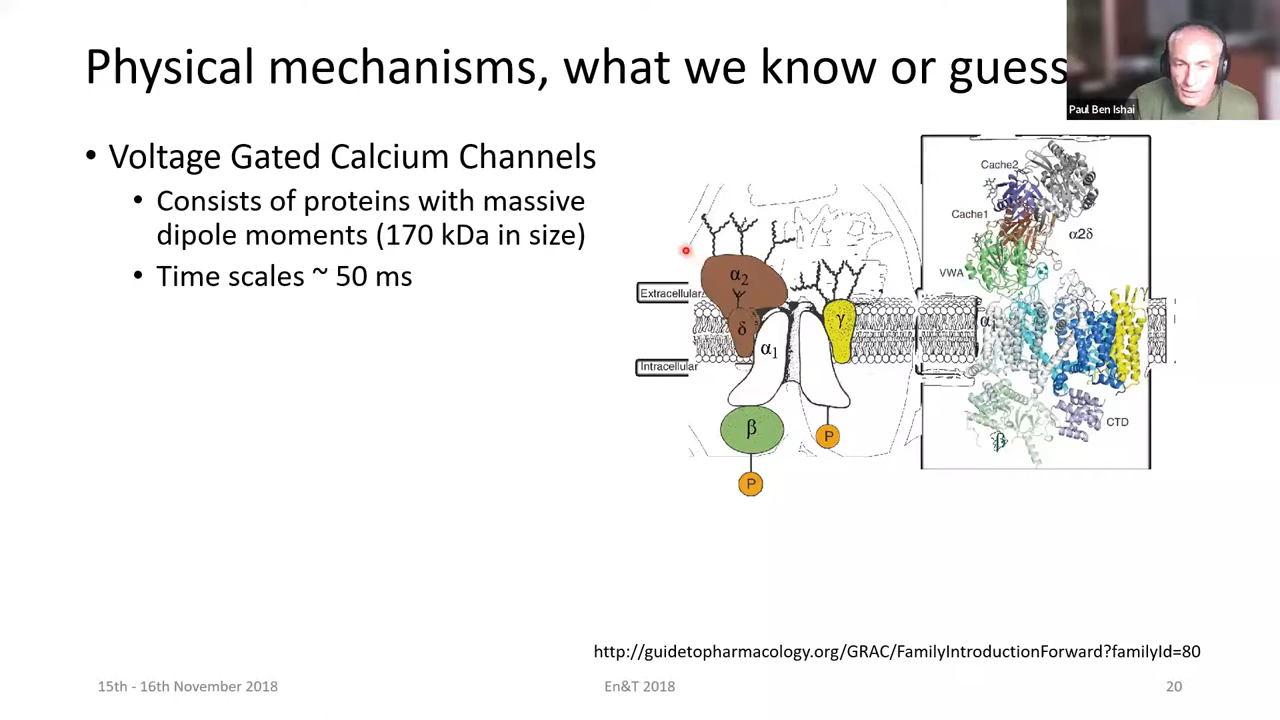 Physical mechanisms, what we know or guess
Paul Ben Ishai
• Voltage Gated Calcium Channels
• Consists of proteins with massive
dipole moments (170 kDa in size)
• Time scales ~ 50 ms
Extracellular
Intracellular
α2
δ
α1
γ
β
P
P
Cache2
Cache1
α2δ
VWA
α1
CTD
β
http://guidetopharmacology.org/GRAC/FamilyIntroductionForward?familyId=80
15th - 16th November 2018
En&T 2018
20